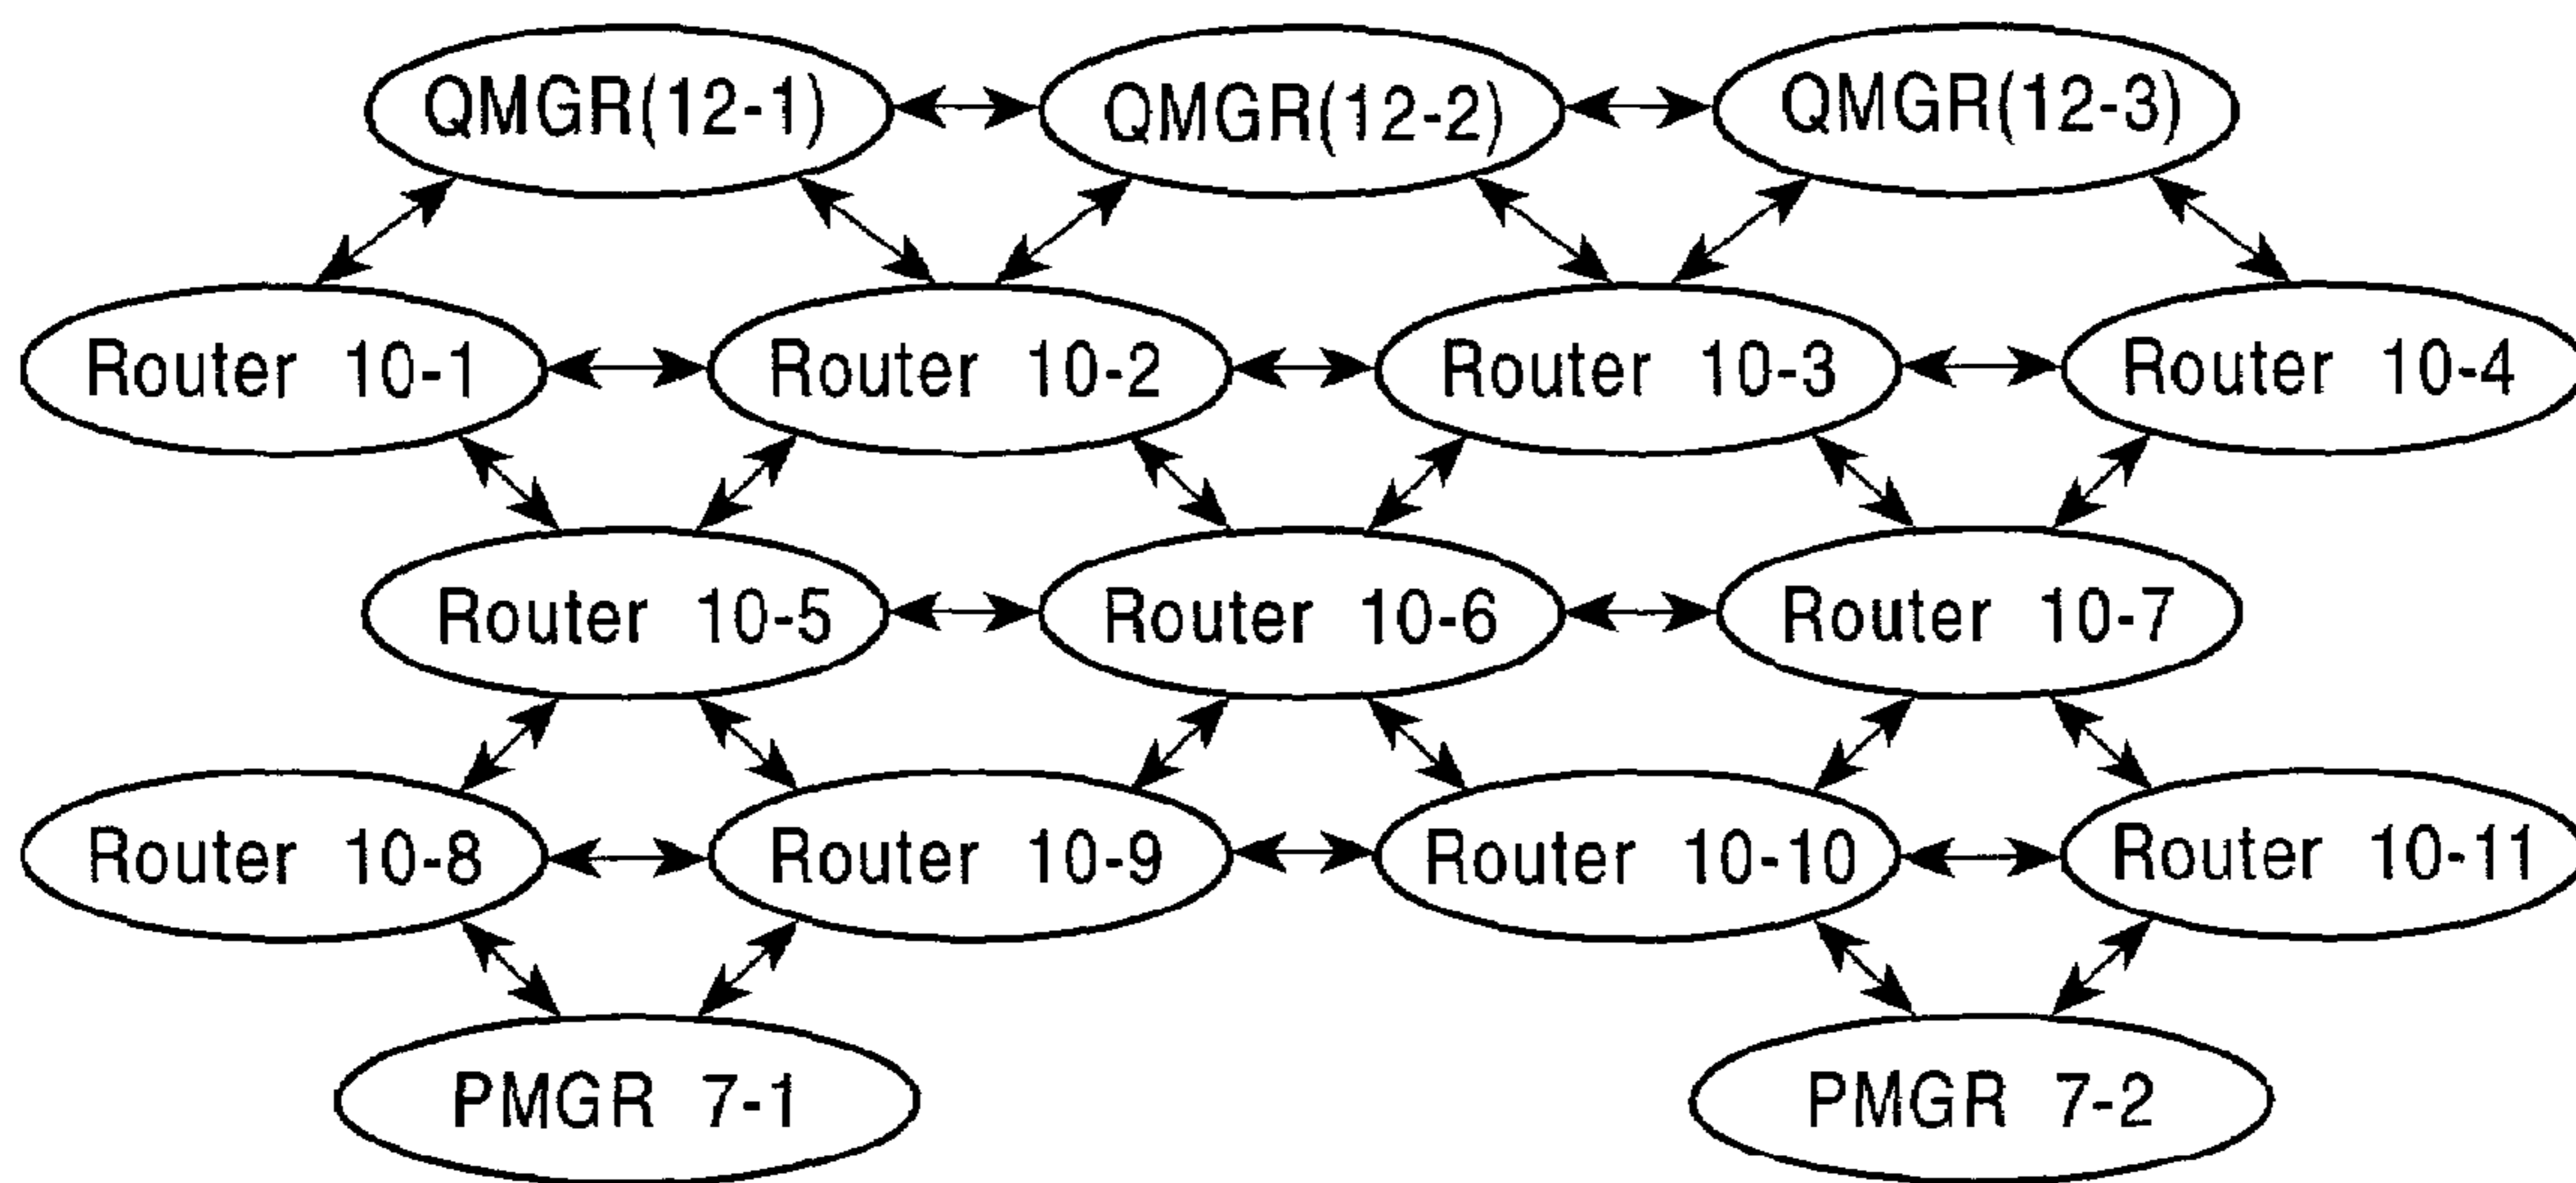 QMGR(12-1) QMGR(12-2) QMGR(12-3)
Router 10-1 Router 10-2 Router 10-3 Router 10-4
Router 10-5 Router 10-6 Router 10-7
Router 10-8 Router 10-9 Router 10-10 Router 10-11
PMGR 7-1 PMGR 7-2